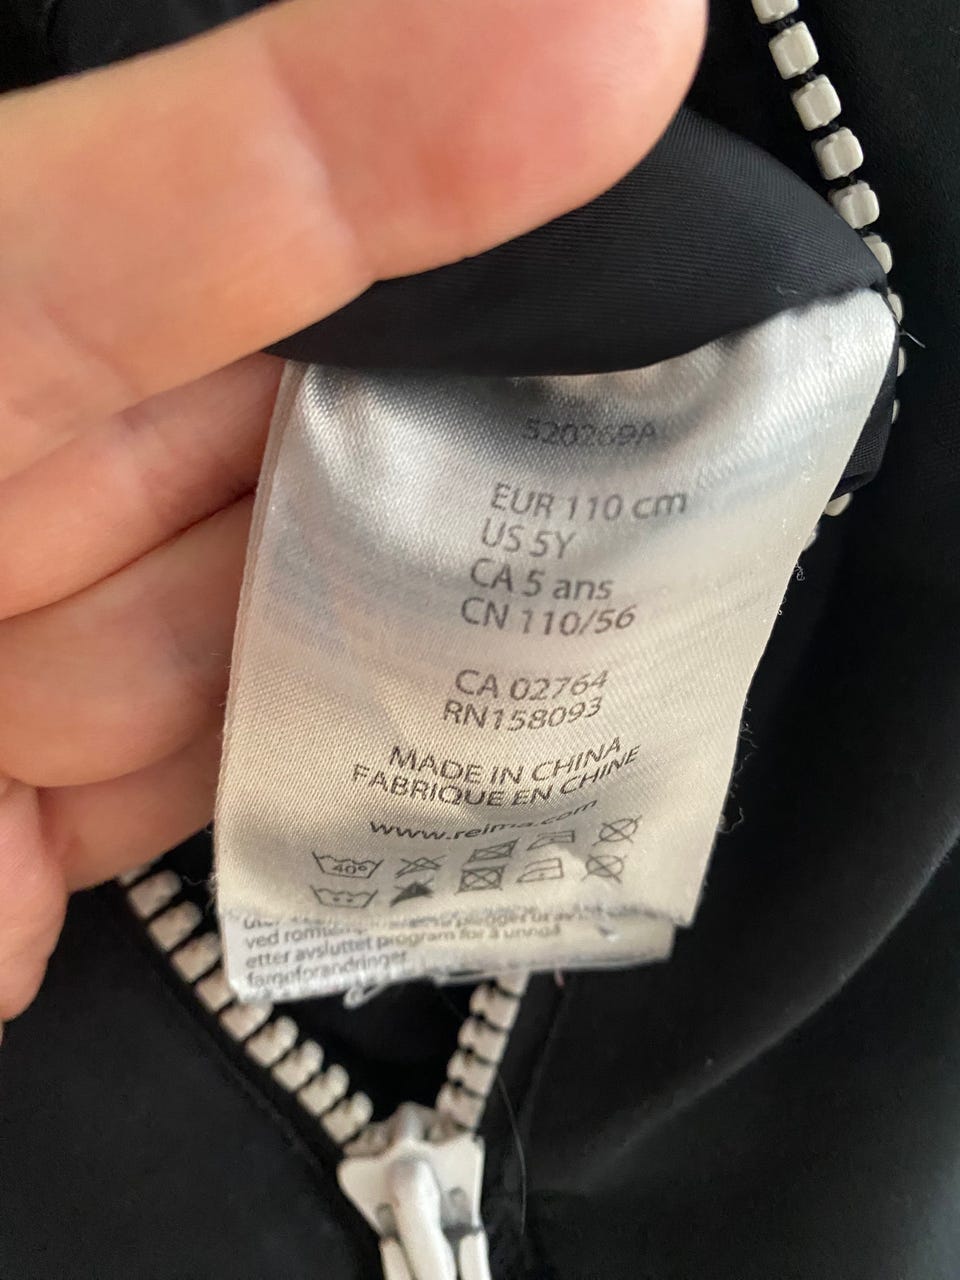 520269A
EUR 110 cm
US 5Y
CA 5 ans
CN 110/56
CA 02764
RN158093
MADE IN CHINA
FABRIQUE EN CHINE
www.reima.com
40°
ved
etter avsluttet program for å unngå
fargeforandringer